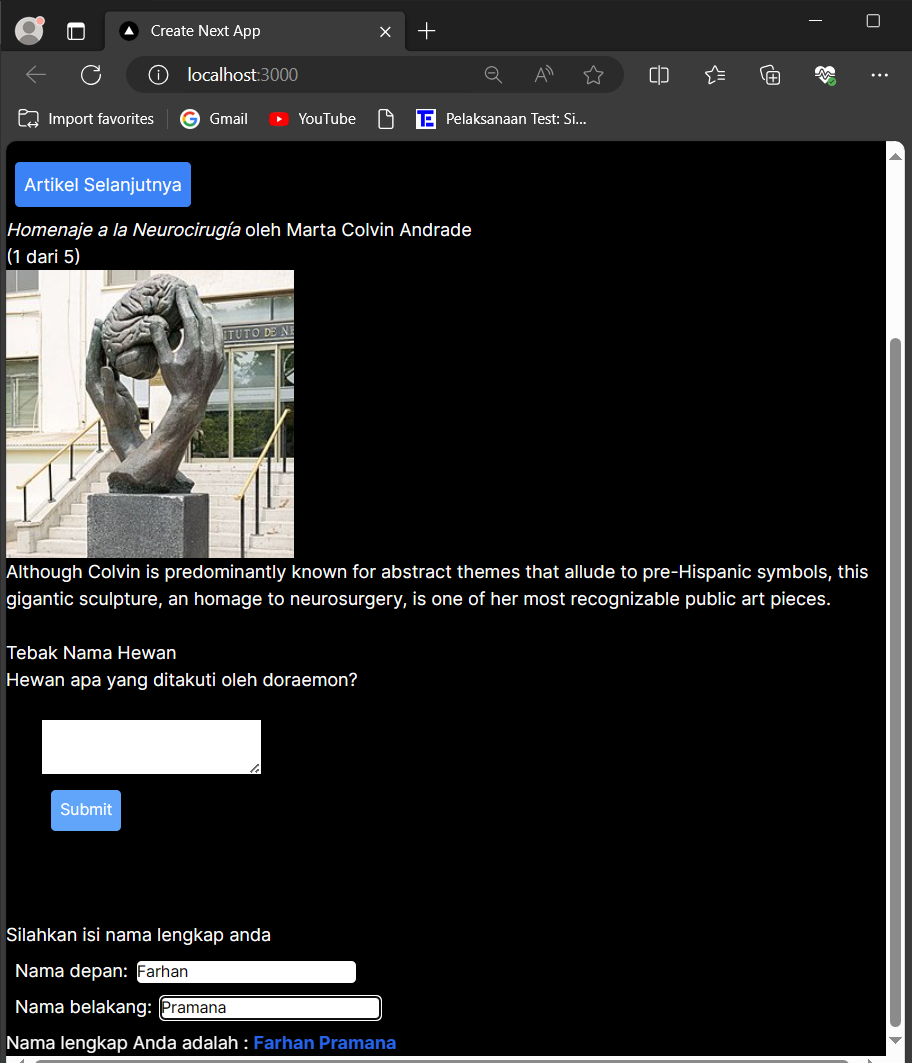 Create Next App
localhost:3000
Import favorites
Gmail
YouTube
TE
Pelaksanaan Test: Si...
Artikel Selanjutnya
Homenaje a la Neurocirugía oleh Marta Colvin Andrade
(1 dari 5)
ITUTO DE NE
Although Colvin is predominantly known for abstract themes that allude to pre-Hispanic symbols, this
gigantic sculpture, an homage to neurosurgery, is one of her most recognizable public art pieces.
Tebak Nama Hewan
Hewan apa yang ditakuti oleh doraemon?
Submit
Silahkan isi nama lengkap anda
Nama depan: Farhan
Nama belakang: Pramana
Nama lengkap Anda adalah : Farhan Pramana